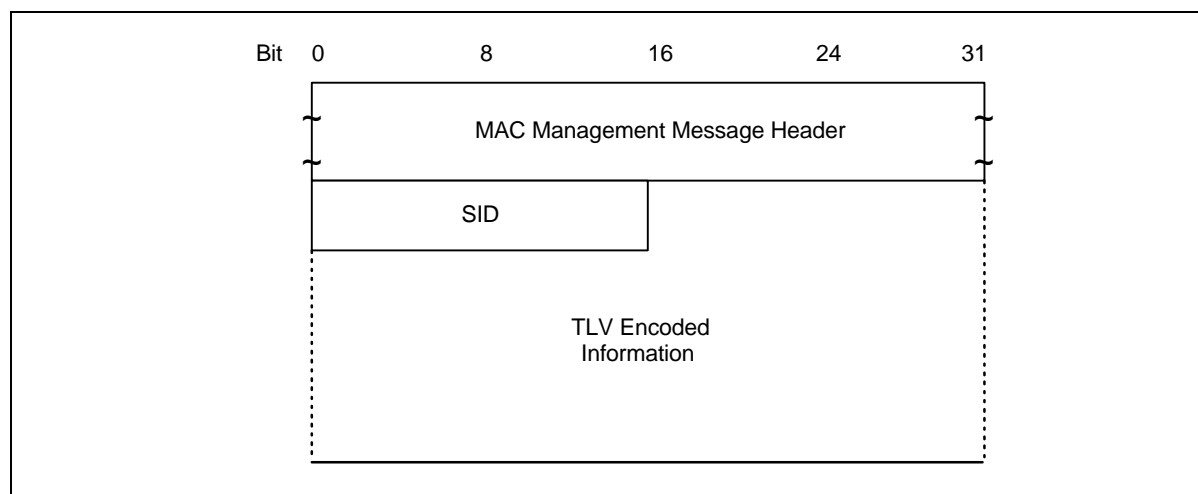 Bit 0 8 16 24 31
MAC Management Message Header
SID
TLV Encoded
Information